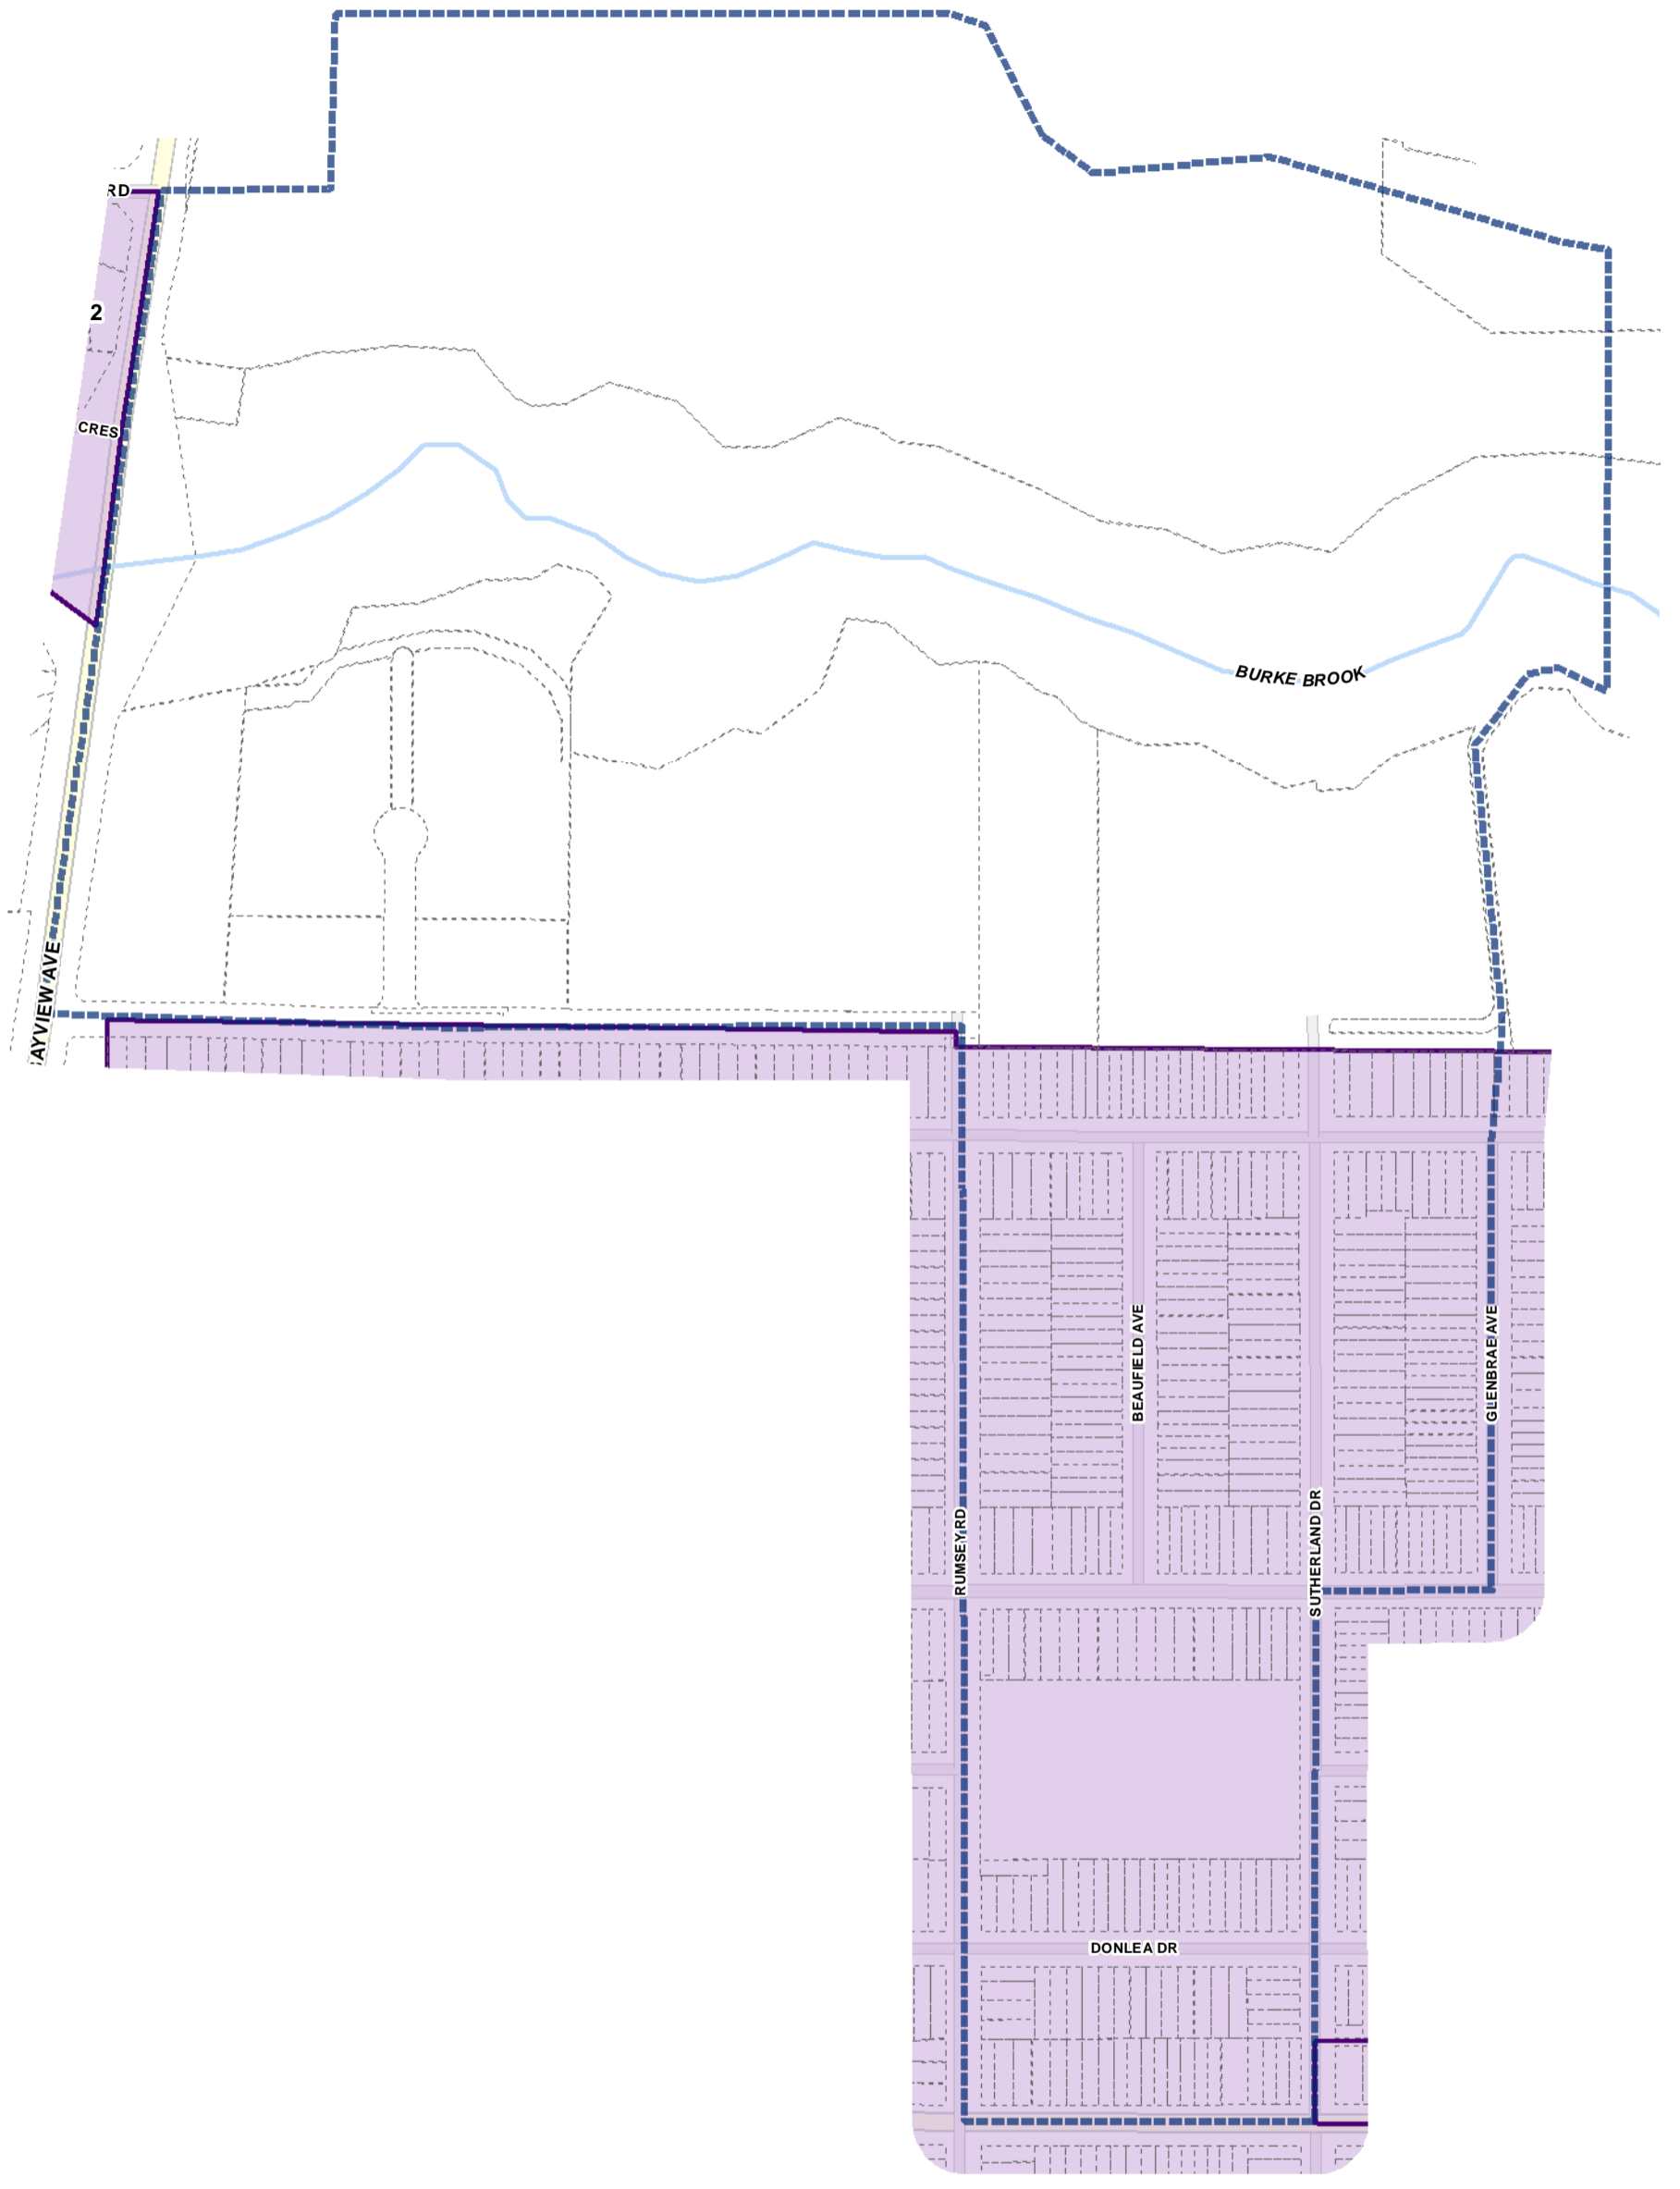 RD
2
CRES
BURKE BROOK
AYVIEW AVE
BEAUFIELD AVE
GLENBRAE AVE
SUTHERLAND DR
RUMSEY RD
DONLEA DR